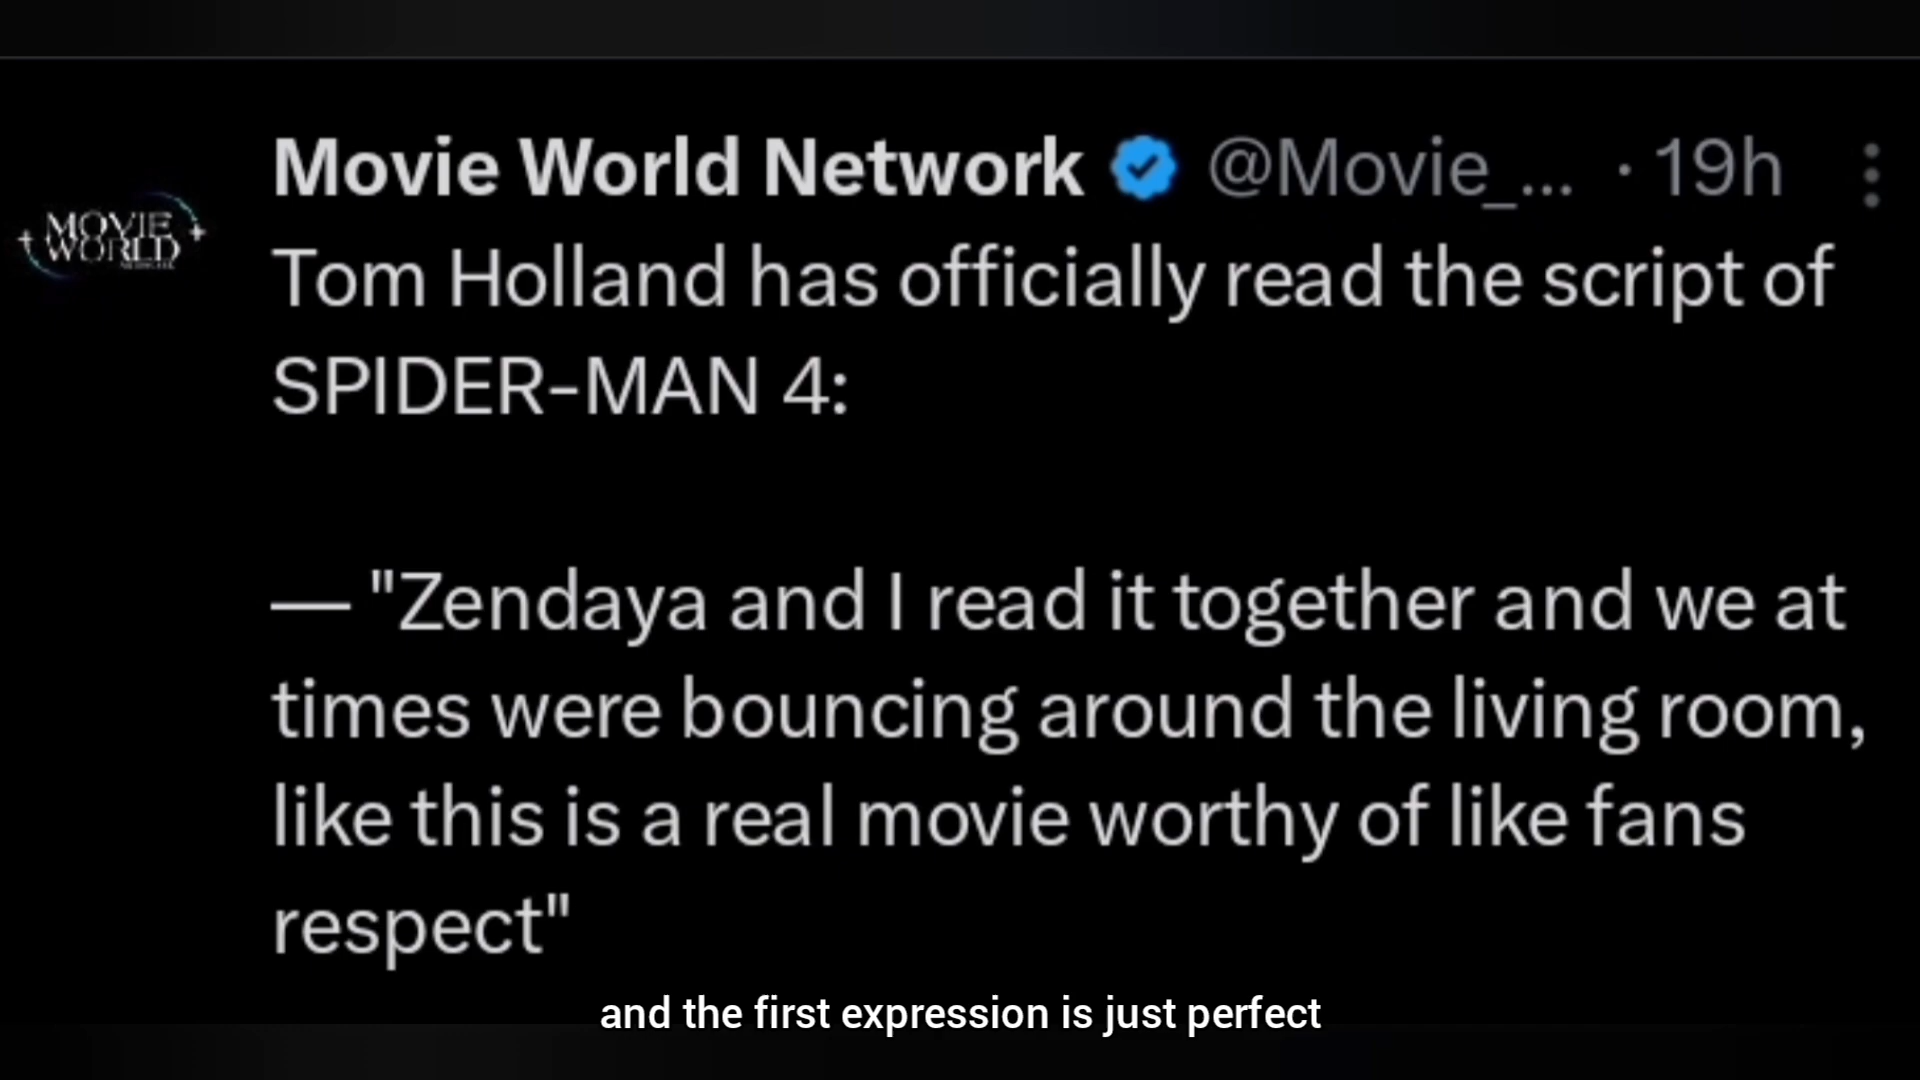 Movie World Network @Movie_... · 19h
MOVIE
WORLD
Tom Holland has officially read the script of
SPIDER-MAN 4:
— "Zendaya and I read it together and we at
times were bouncing around the living room,
like this is a real movie worthy of like fans
respect"
and the first expression is just perfect